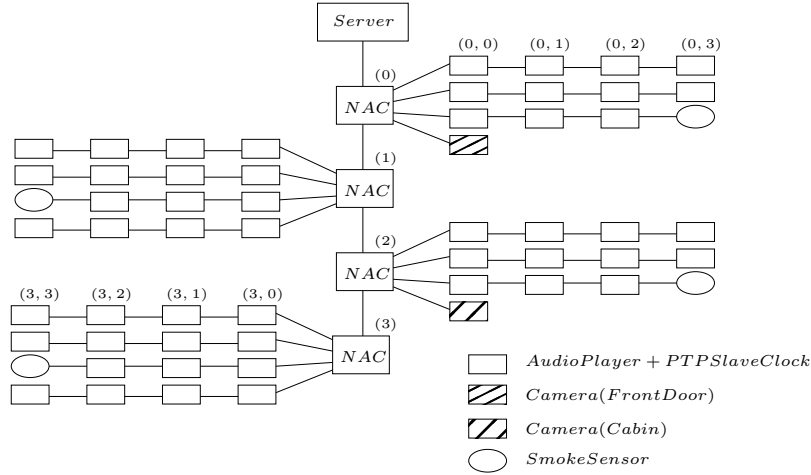 Server
(0)
(0, 0) (0, 1) (0, 2) (0, 3)
NAC
(1)
NAC
(2)
NAC
(3, 3) (3, 2) (3, 1) (3, 0)
(3)
NAC
AudioPlayer + PTPSlaveClock
Camera(FrontDoor)
Camera(Cabin)
SmokeSensor